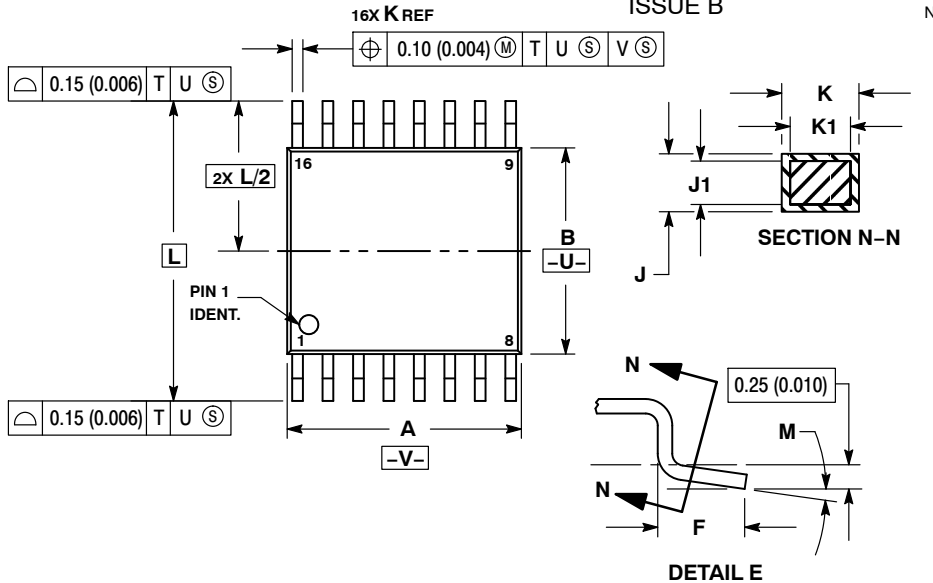 ISSUE B
N
16X K REF
⌖ 0.10 (0.004) Ⓜ T U Ⓢ V Ⓢ
⌓ 0.15 (0.006) T U Ⓢ
K
K1
16
9
2X L/2
J1
B
-U-
SECTION N-N
L
J
PIN 1
IDENT.
1
8
N
0.25 (0.010)
⌓ 0.15 (0.006) T U Ⓢ
A
-V-
M
N
F
DETAIL E